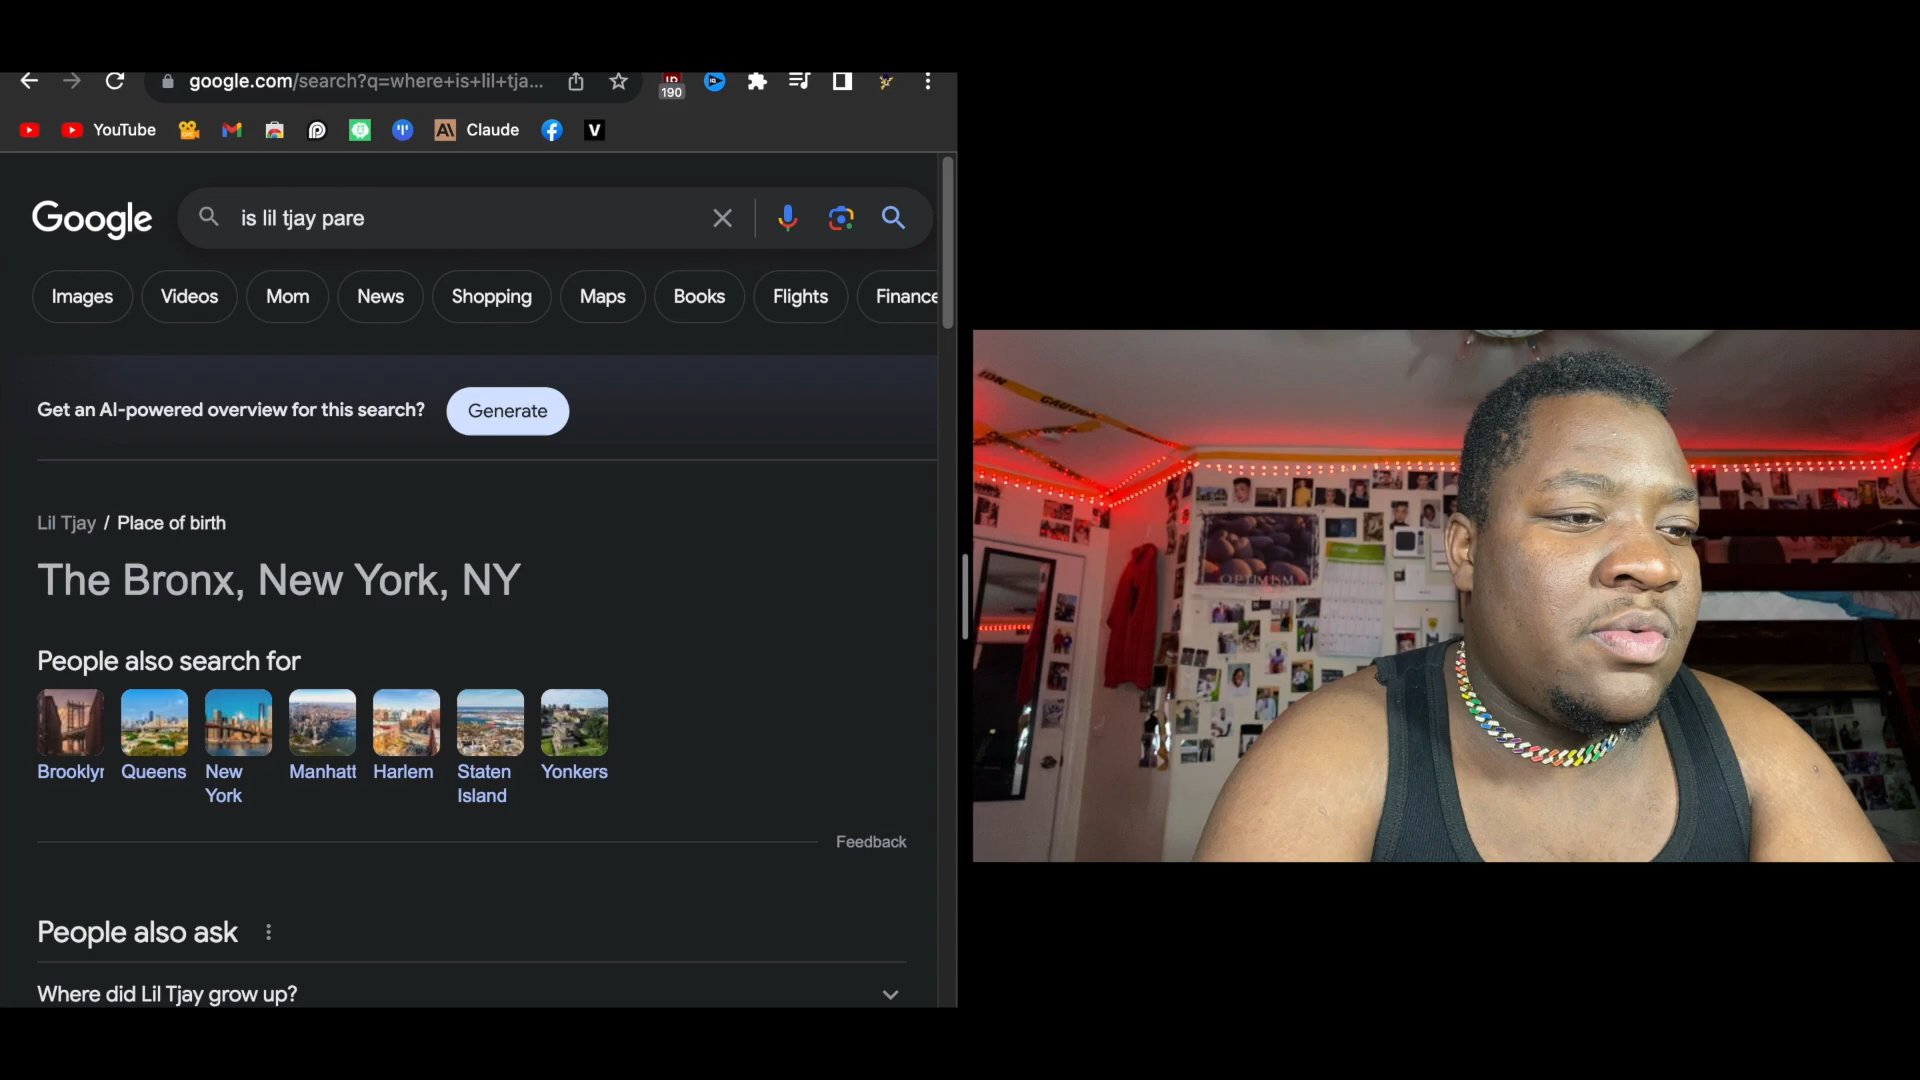 google.com/search?q=where+is+lil+tja...
190
YouTube
Claude
V
Google
is lil tjay pare
Images
Videos
Mom
News
Shopping
Maps
Books
Flights
Finance
Get an AI-powered overview for this search?
Generate
Lil Tjay / Place of birth
The Bronx, New York, NY
People also search for
Brooklyn
Queens
New York
Manhatt
Harlem
Staten Island
Yonkers
Feedback
People also ask
Where did Lil Tjay grow up?
CAUTION
OPTIMISM